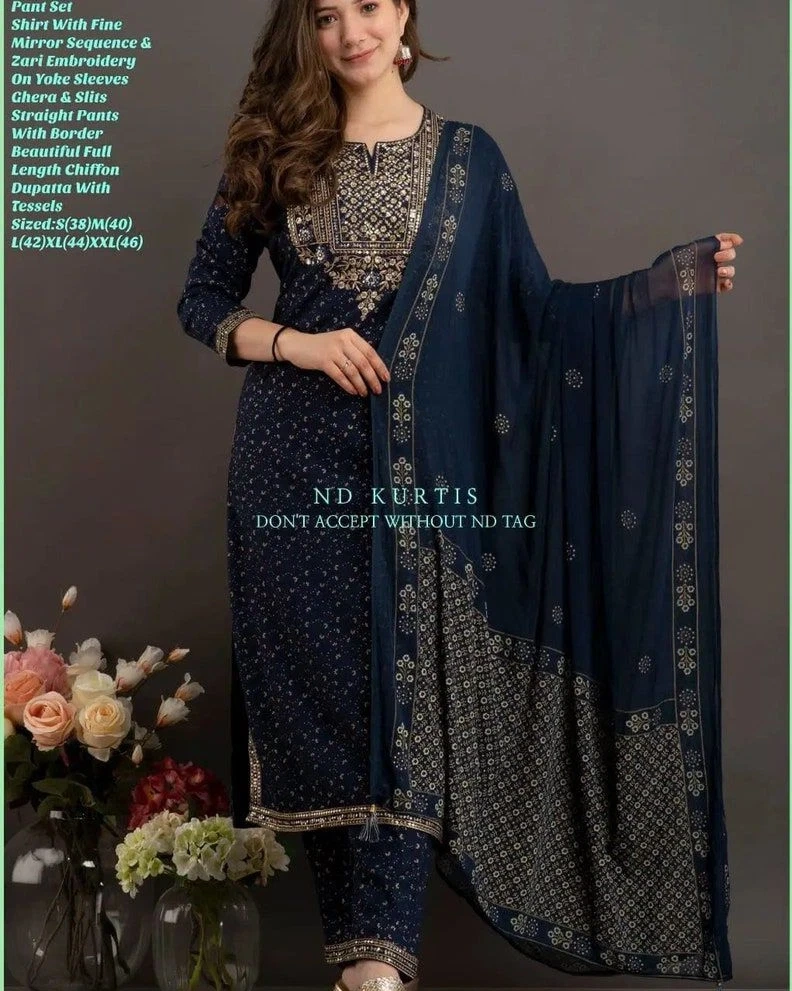 Pant Set
Shirt With Fine
Mirror Sequence &
Zari Embroidery
On Yoke Sleeves
Ghera & Slits
Straight Pants
With Border
Beautiful Full
Length Chiffon
Dupatta With
Tessels
Sized:S(38)M(40)
L(42)XL(44)XXL(46)
ND KURTIS
DON'T ACCEPT WITHOUT ND TAG